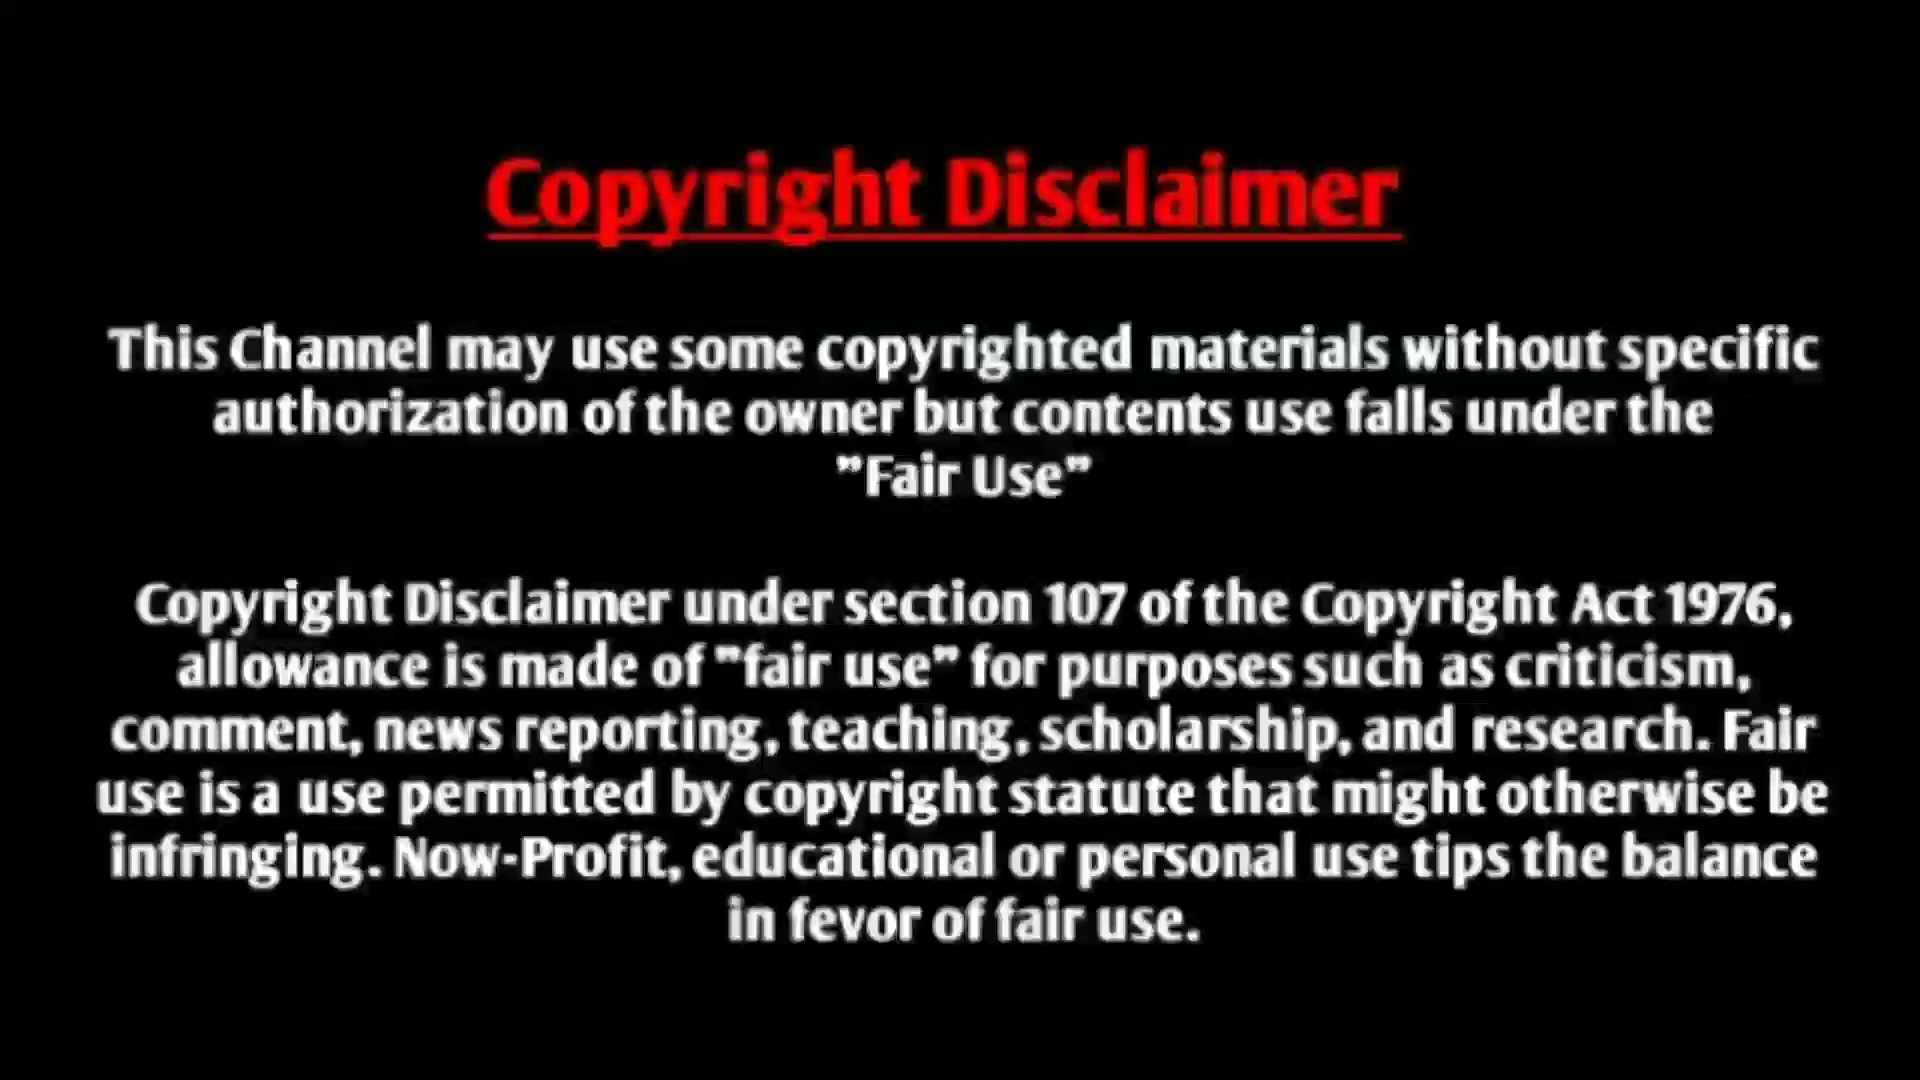 Copyright Disclaimer
This Channel may use some copyrighted materials without specific
authorization of the owner but contents use falls under the
"Fair Use"
Copyright Disclaimer under section 107 of the Copyright Act 1976,
allowance is made of "fair use" for purposes such as criticism,
comment, news reporting, teaching, scholarship, and research. Fair
use is a use permitted by copyright statute that might otherwise be
infringing. Now-Profit, educational or personal use tips the balance
in fevor of fair use.